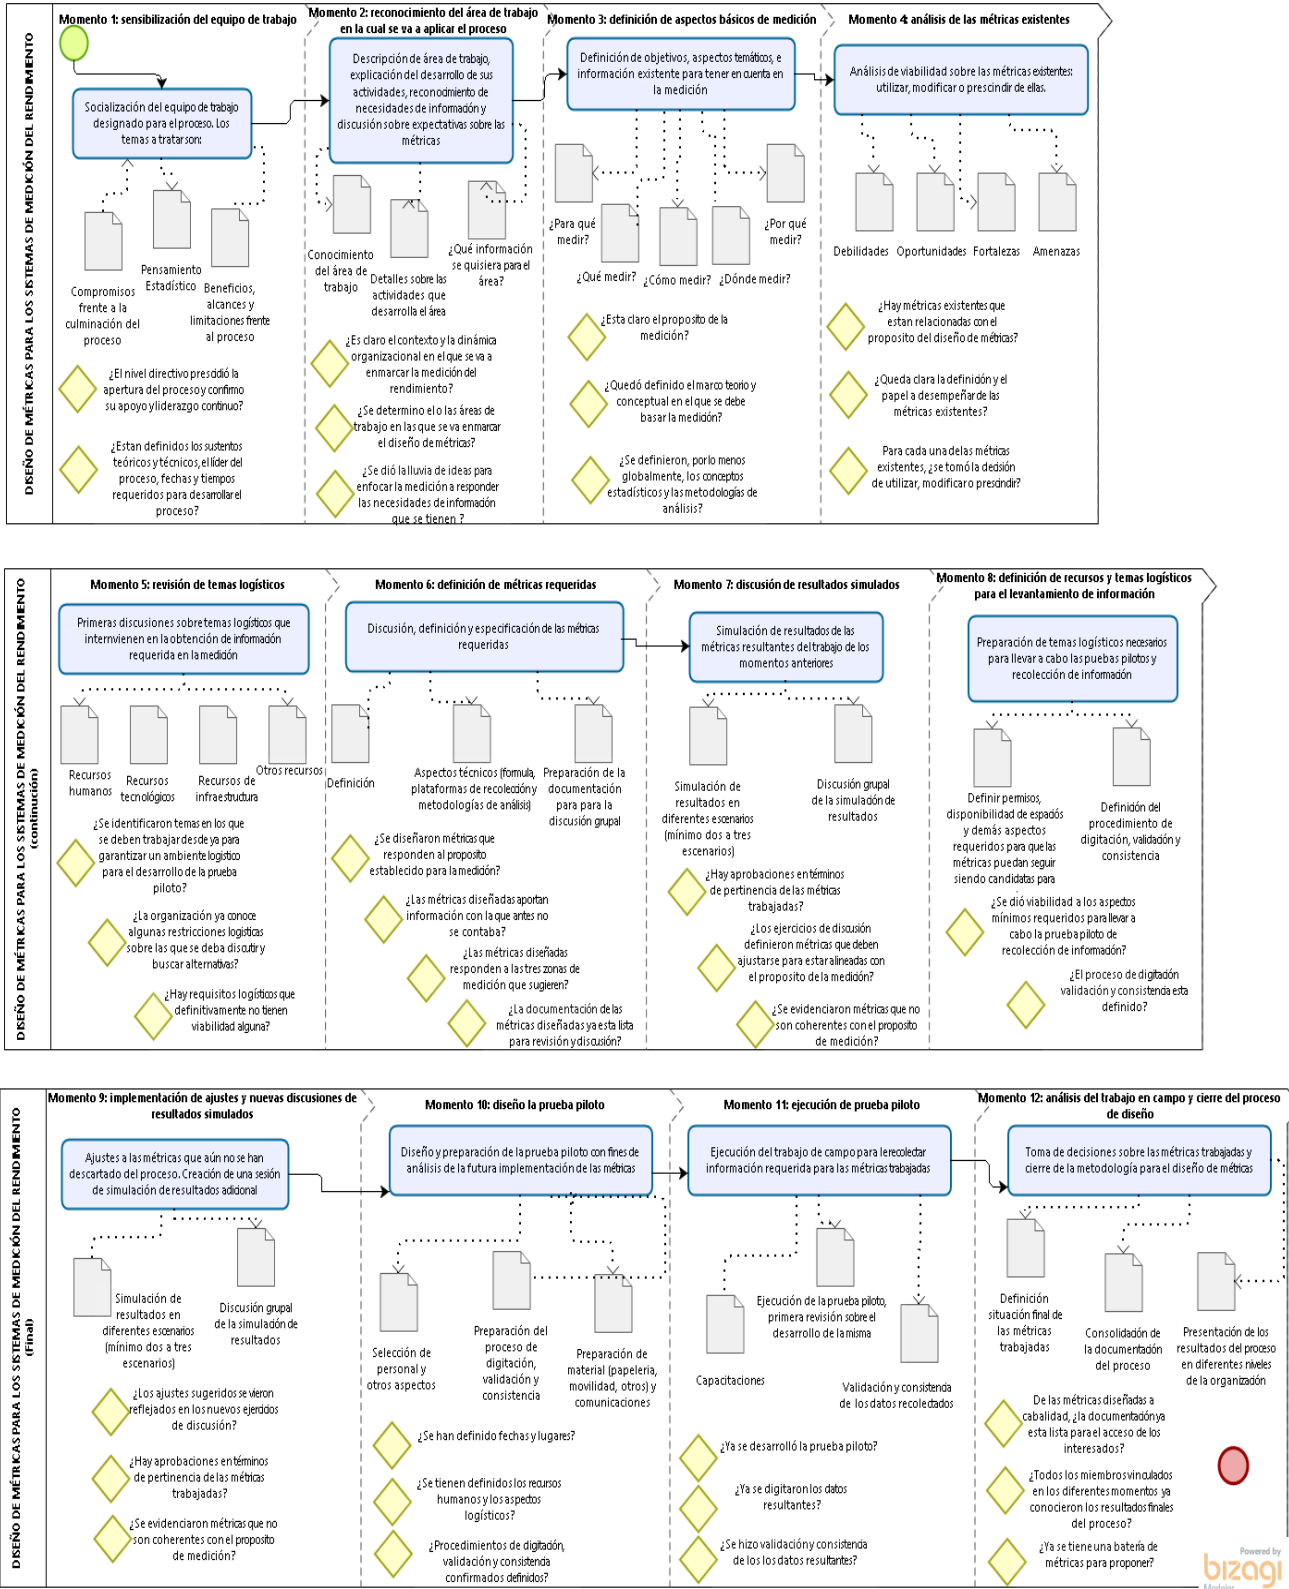 DISEÑO DE MÉTRICAS PARA LOS SISTEMAS DE MEDICIÓN DEL RENDIMIENTO
Momento 1: sensibilización del equipo de trabajo
Socialización del equipo de trabajo
designado para el proceso. Los
temas a tratar son:
Compromisos
frente a la
culminación del
proceso
Pensamiento
Estadístico
Beneficios,
alcances y
limitaciones frente
al proceso
¿El nivel directivo prescidió la
apertura del proceso y confirmo
su apoyo y liderazgo continuo?
¿Estan definidos los sustentos
teóricos y técnicos, el líder del
proceso, fechas y tiempos
requeridos para desarrollar el
proceso?
Momento 2: reconocimiento del área de trabajo
en la cual se va a aplicar el proceso
Descripción de área de trabajo,
explicación del desarrollo de sus
actividades, reconocimiento de
necesidades de información y
discusión sobre expectativas sobre las
métricas
Conocimiento
del área de
trabajo
Detalles sobre las
actividades que
desarrolla el área
¿Qué información
se quisiera para el
área?
¿Es claro el contexto y la dinámica
organizacional en el que se va a
enmarcar la medición del
rendimiento?
¿Se determino el o las áreas de
trabajo en las que se va enmarcar
el diseño de métricas?
¿Se dió la lluvia de ideas para
enfocar la medición a responder
las necesidades de información
que se tienen ?
Momento 3: definición de aspectos básicos de medición
Definición de objetivos, aspectos temáticos, e
información existente para tener en cuenta en
la medición
¿Para qué
medir?
¿Qué medir?
¿Cómo medir?
¿Dónde medir?
¿Por qué
medir?
¿Esta claro el proposito de la
medición?
¿Quedó definido el marco teorio y
conceptual en el que se debe
basar la medición?
¿Se definieron, por lo menos
globalmente, los conceptos
estadísticos y las metodologías de
análisis?
Momento 4: análisis de las métricas existentes
Análisis de viabilidad sobre las métricas existentes:
utilizar, modificar o prescindir de ellas.
Debilidades
Oportunidades
Fortalezas
Amenazas
¿Hay métricas existentes que
estan relacionadas con el
proposito del diseño de métricas?
¿Queda clara la definición y el
papel a desempeñar de las
métricas existentes?
Para cada una de las métricas
existentes, ¿se tomó la decisión
de utilizar, modificar o prescindir?
DISEÑO DE MÉTRICAS PARA LOS SISTEMAS DE MEDICIÓN DEL RENDIMIENTO
(continución)
Momento 5: revisión de temas logísticos
Primeras discusiones sobre temas logísticos que
internvienen en la obtención de información
requerida en la medición
Recursos
humanos
Recursos
tecnológicos
Recursos de
infraestructura
Otros recursos
¿Se identificaron temas en los que
se deben trabajar desde ya para
garantizar un ambiente logístico
para el desarrollo de la prueba
piloto?
¿La organización ya conoce
algunas restricciones logísticas
sobre las que se deba discutir y
buscar alternativas?
¿Hay requisitos logísticos que
definitivamente no tienen
viabilidad alguna?
Momento 6: definición de métricas requeridas
Discusión, definición y especificación de las métricas
requeridas
Definición
Aspectos técnicos (formula,
plataformas de recolección y
metodologías de análisis)
Preparación de la
documentación
para para la
discusión grupal
¿Se diseñaron métricas que
responden al proposito
establecido para la medición?
¿Las métricas diseñadas aportan
información con la que antes no
se contaba?
¿Las métricas diseñadas
responden a las tres zonas de
medición que sugieren?
¿La documentación de las
métricas diseñadas ya esta lista
para revisión y discusión?
Momento 7: discusión de resultados simulados
Simulación de resultados de las
métricas resultantes del trabajo de los
momentos anteriores
Simulación de
resultados en
diferentes escenarios
(mínimo dos a tres
escenarios)
Discusión grupal
de la simulación de
resultados
¿Hay aprobaciones en términos
de pertinencia de las métricas
trabajadas?
¿Los ejercicios de discusión
definieron métricas que deben
ajustarse para estar alineadas con
el proposito de la medición?
¿Se evidenciaron métricas que no
son coherentes con el proposito
de medición?
Momento 8: definición de recursos y temas logísticos
para el levantamiento de información
Preparación de temas logísticos necesarios
para llevar a cabo las puebas pilotos y
recolección de información
Definir permisos,
disponibilidad de espaciós
y demás aspectos
requeridos para que las
métricas puedan seguir
siendo candidatas para
Definición del
procedimiento de
digitación, validación y
consistencia
¿Se dió viabilidad a los aspectos
mínimos requeridos para llevar a
cabo la prueba piloto de
recolección de información?
¿El proceso de digitación
validación y consistencia esta
definido?
DISEÑO DE MÉTRICAS PARA LOS SISTEMAS DE MEDICIÓN DEL RENDIMIENTO
(Final)
Momento 9: implementación de ajustes y nuevas discusiones de
resultados simulados
Ajustes a las métricas que aún no se han
descartado del proceso. Creación de una sesión
de simulación de resultados adicional
Simulación de
resultados en
diferentes escenarios
(mínimo dos a tres
escenarios)
Discusión grupal
de la simulación de
resultados
¿Los ajustes sugeridos se vieron
reflejados en los nuevos ejercicios
de discusión?
¿Hay aprobaciones en términos
de pertinencia de las métricas
trabajadas?
¿Se evidenciaron métricas que no
son coherentes con el proposito
de medición?
Momento 10: diseño la prueba piloto
Diseño y preparación de la prueba piloto con fines de
análisis de la futura implementación de las métricas
Selección de
personal y
otros aspectos
Preparación del
proceso de
digitación,
validación y
consistencia
Preparación de
material (papeleria,
movilidad, otros) y
comunicaciones
¿Se han definido fechas y lugares?
¿Se tienen definidos los recursos
humanos y los aspectos
logísticos?
¿Procedimientos de digitación,
validación y consistencia
confirmados definidos?
Momento 11: ejecución de prueba piloto
Ejecución del trabajo de campo para lerecolectar
información requerida para las métricas trabajadas
Capacitaciones
Ejecución de la prueba piloto,
primera revisión sobre el
desarrollo de la misma
Validación y consistencia
de los datos recolectados
¿Ya se desarrolló la prueba piloto?
¿Ya se digitaron los datos
resultantes?
¿Se hizo validación y consistencia
de los los datos resultantes?
Momento 12: análisis del trabajo en campo y cierre del proceso
de diseño
Toma de decisiones sobre las métricas trabajadas y
cierre de la metodología para el diseño de métricas
Definición
situación final de
las métricas
trabajadas
Consolidación de
la documentación
del proceso
Presentación de los
resultados del proceso
en diferentes niveles
de la organización
De las métricas diseñadas a
cabalidad, ¿la documentación ya
esta lista para el acceso de los
interesados?
¿Todos los miembros vinculados
en los diferentes momentos ya
conocieron los resultados finales
del proceso?
¿Ya se tiene una batería de
métricas para proponer?
Powered by
bizagi
Modeler